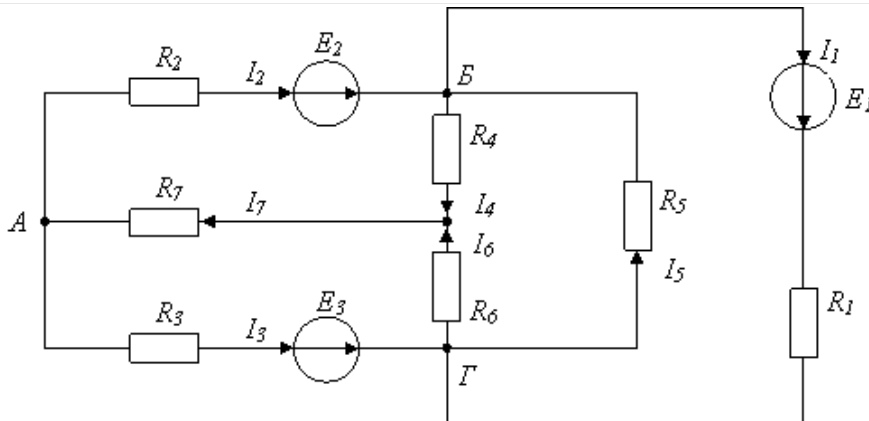 I1
E2
R2 I2 Б
E1
R4
R7 I7 I4 R5
А
I6
I5
E3
R3 I3 R6 R1
Г